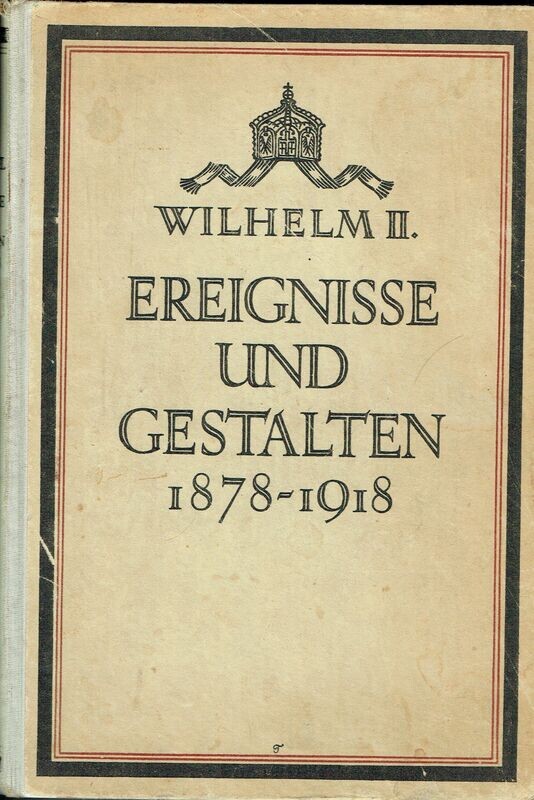 WILHELM II.
EREIGNISSE
UND
GESTALTEN
1878-1918